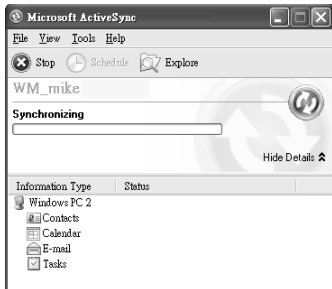 Microsoft ActiveSync
File View Tools Help
Stop Schedule Explore
WM_mike
Synchronizing
Hide Details
Information Type Status
Windows PC 2
Contacts
Calendar
E-mail
Tasks